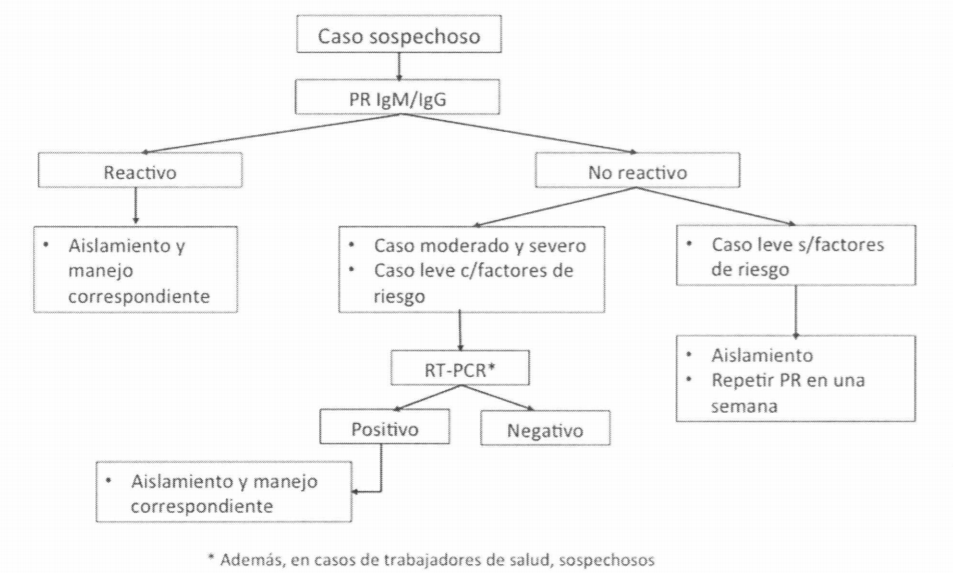 Caso sospechoso
PR IgM/IgG
Reactivo
No reactivo
• Aislamiento y
manejo
correspondiente
• Caso moderado y severo
• Caso leve c/factores de
riesgo
• Caso leve s/factores
de riesgo
RT-PCR*
• Aislamiento
• Repetir PR en una
semana
Positivo
Negativo
• Aislamiento y manejo
correspondiente
* Además, en casos de trabajadores de salud, sospechosos